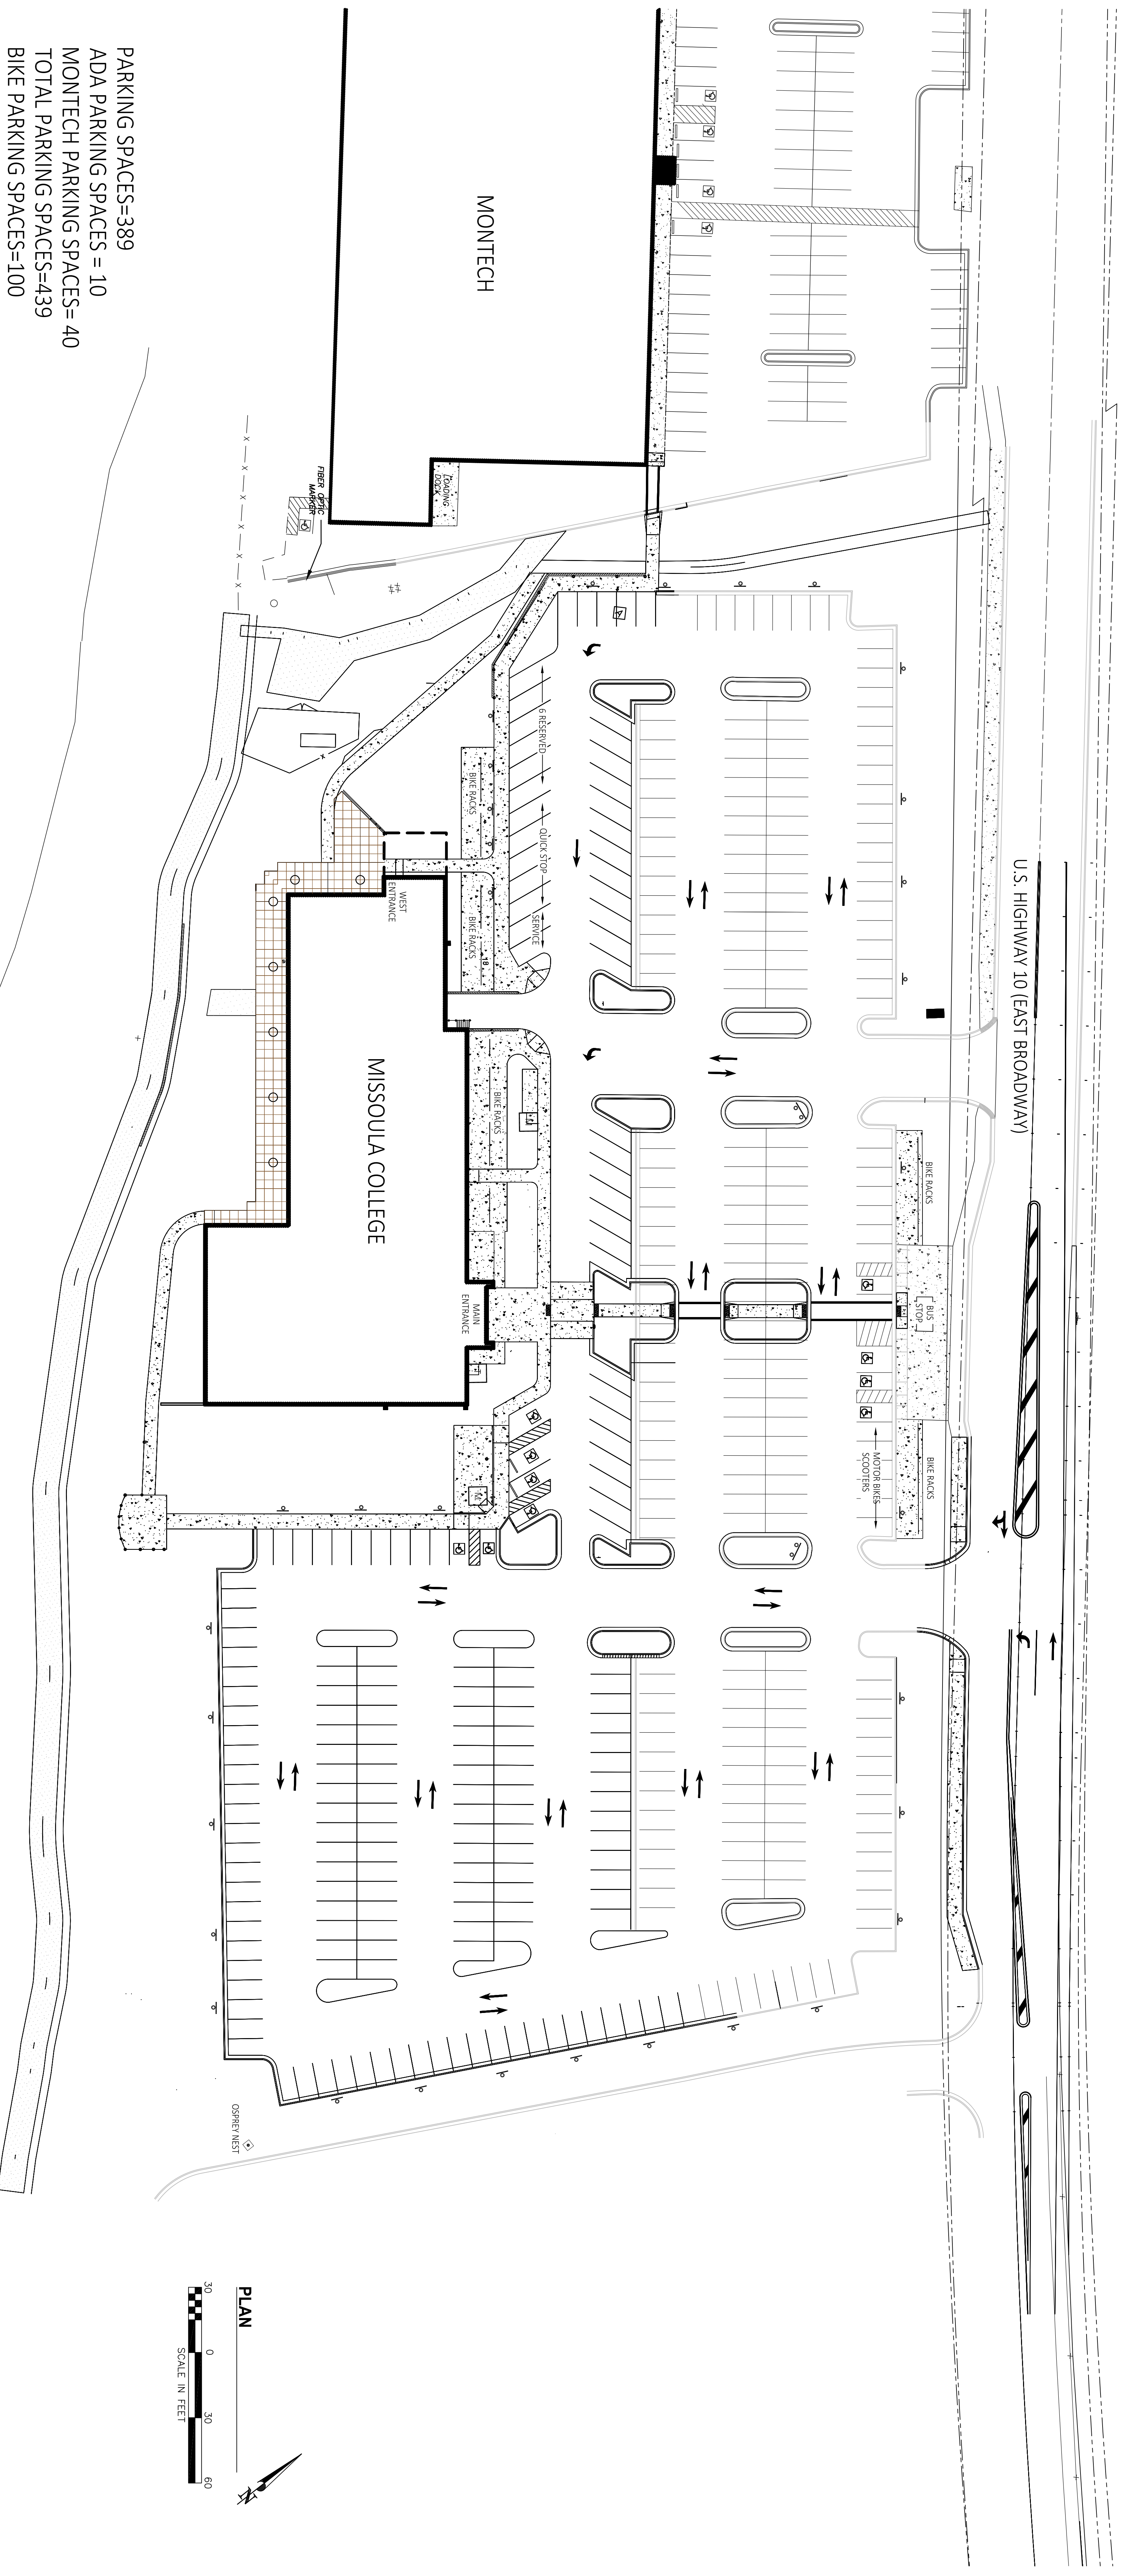 U.S. HIGHWAY 10 (EAST BROADWAY)
BIKE RACKS
BUS
STOP
BIKE RACKS
MOTOR BIKES
SCOOTERS
MONTECH
LOADING
DOCK
FIBER OPTIC
MARKER
6 RESERVED
QUICK STOP
SERVICE
BIKE RACKS
BIKE RACKS
18
BIKE RACKS
WEST
ENTRANCE
MAIN
ENTRANCE
MISSOULA COLLEGE
OSPREY NEST
PARKING SPACES=389
ADA PARKING SPACES = 10
MONTECH PARKING SPACES= 40
TOTAL PARKING SPACES=439
BIKE PARKING SPACES=100
PLAN
30 0 30 60
SCALE IN FEET
N